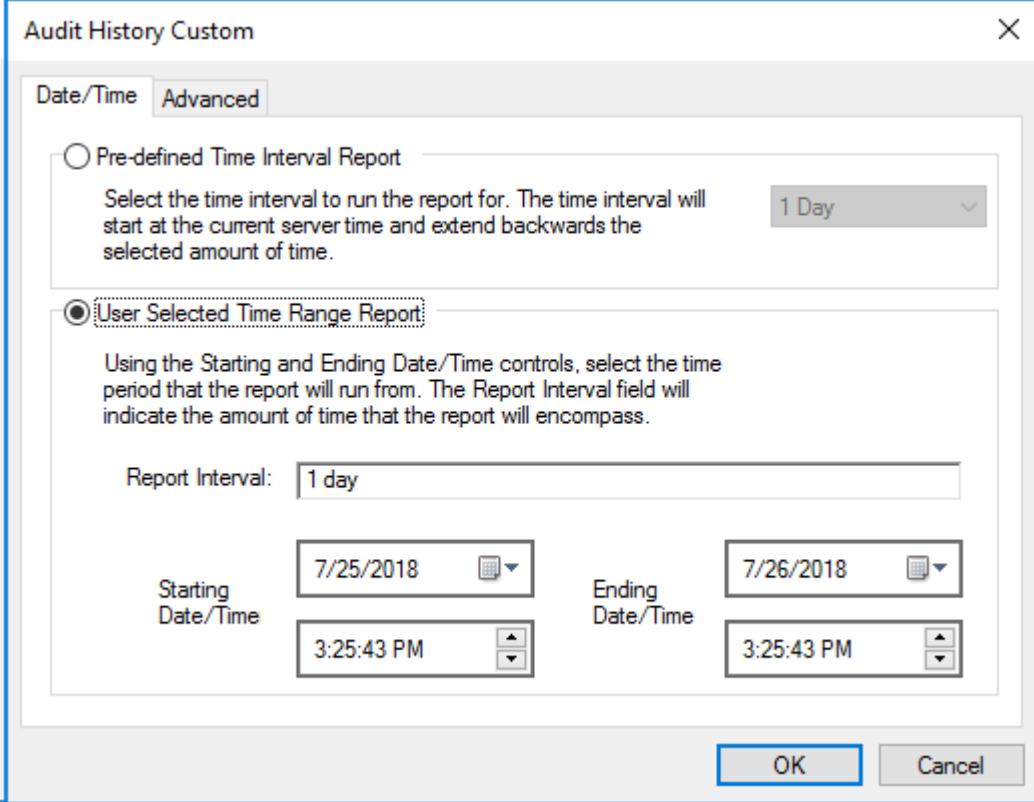 Audit History Custom
Date/Time
Advanced
Pre-defined Time Interval Report
Select the time interval to run the report for. The time interval will
start at the current server time and extend backwards the
selected amount of time.
1 Day
User Selected Time Range Report
Using the Starting and Ending Date/Time controls, select the time
period that the report will run from. The Report Interval field will
indicate the amount of time that the report will encompass.
Report Interval:
1 day
Starting
Date/Time
7/25/2018
3:25:43 PM
Ending
Date/Time
7/26/2018
3:25:43 PM
OK
Cancel